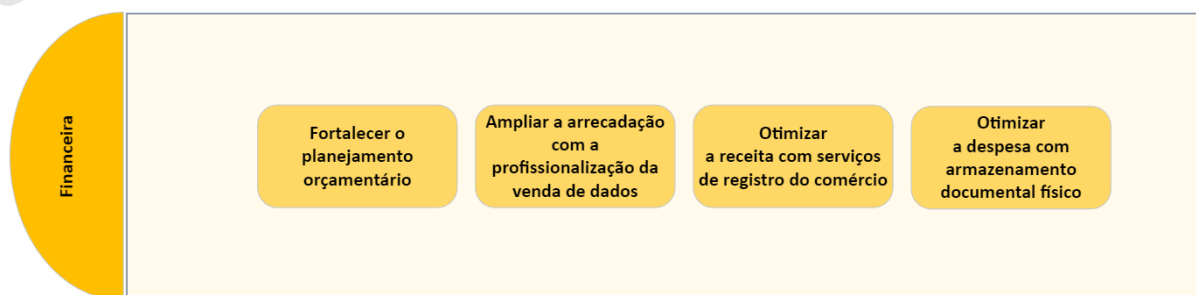 Financeira
Fortalecer o
planejamento
orçamentário
Ampliar a arrecadação
com a
profissionalização da
venda de dados
Otimizar
a receita com serviços
de registro do comércio
Otimizar
a despesa com
armazenamento
documental físico